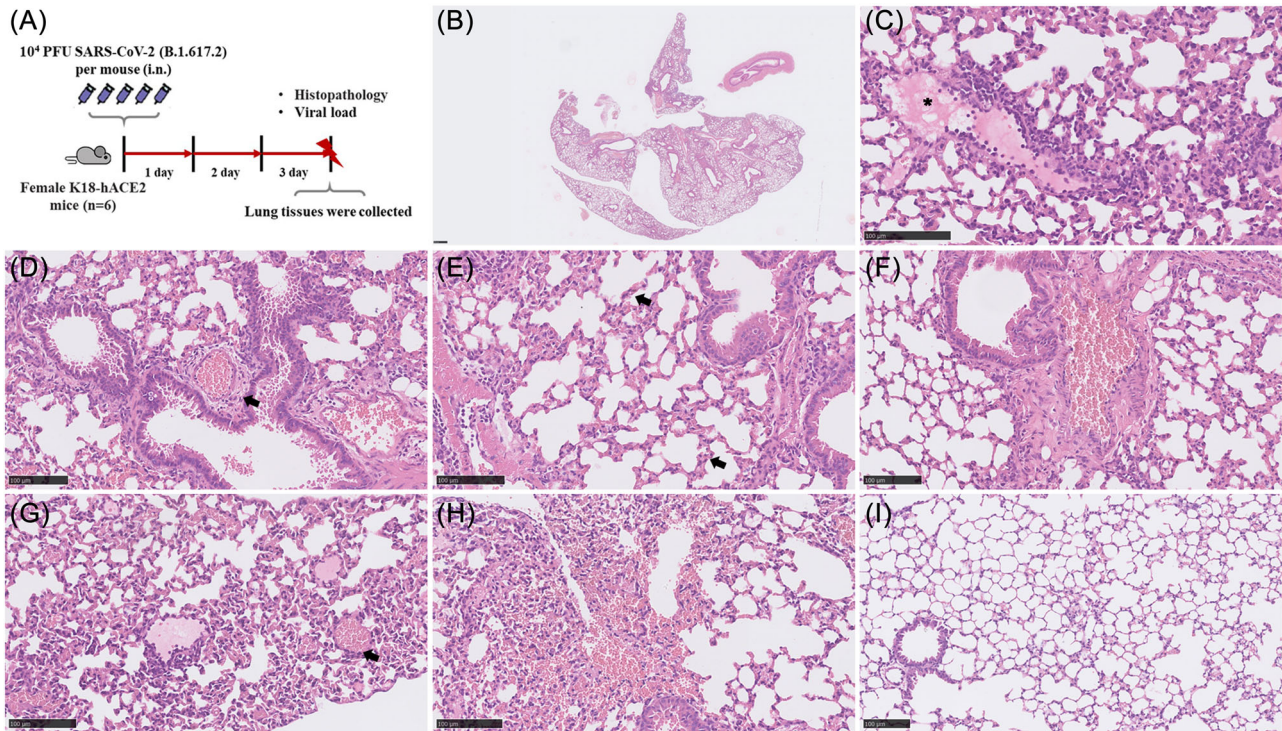 (A)
10⁴ PFU SARS-CoV-2 (B.1.617.2)
per mouse (i.n.)
• Histopathology
• Viral load
1 day
2 day
3 day
Female K18-hACE2
mice (n=6)
Lung tissues were collected
(B)
(C)
*
100 μm
(D)
100 μm
(E)
100 μm
(F)
100 μm
(G)
100 μm
(H)
100 μm
(I)
100 μm